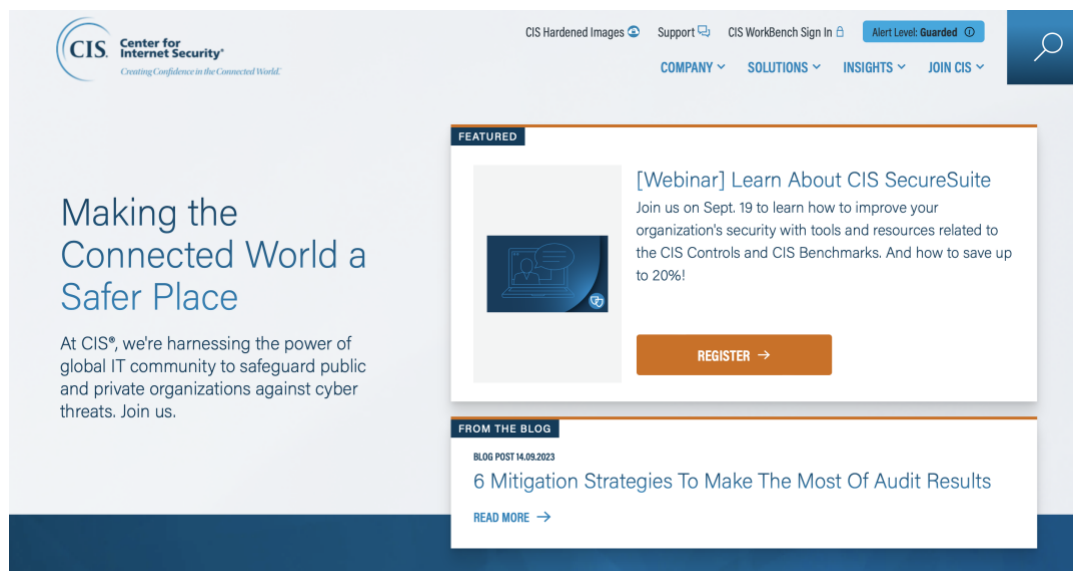 CIS Hardened Images Support CIS WorkBench Sign In Alert Level: Guarded
CIS. Center for
Internet Security®
Creating Confidence in the Connected World.®
COMPANY SOLUTIONS INSIGHTS JOIN CIS
FEATURED
[Webinar] Learn About CIS SecureSuite
Join us on Sept. 19 to learn how to improve your
organization's security with tools and resources related to
the CIS Controls and CIS Benchmarks. And how to save up
to 20%!
REGISTER →
Making the
Connected World a
Safer Place
At CIS®, we're harnessing the power of
global IT community to safeguard public
and private organizations against cyber
threats. Join us.
FROM THE BLOG
BLOG POST 14.09.2023
6 Mitigation Strategies To Make The Most Of Audit Results
READ MORE →